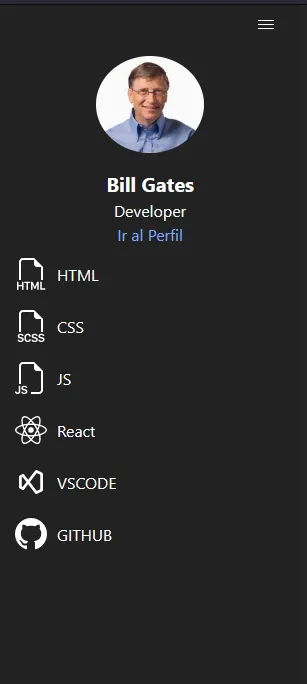 Bill Gates
Developer
Ir al Perfil
HTML HTML
SCSS CSS
JS JS
React
VSCODE
GITHUB